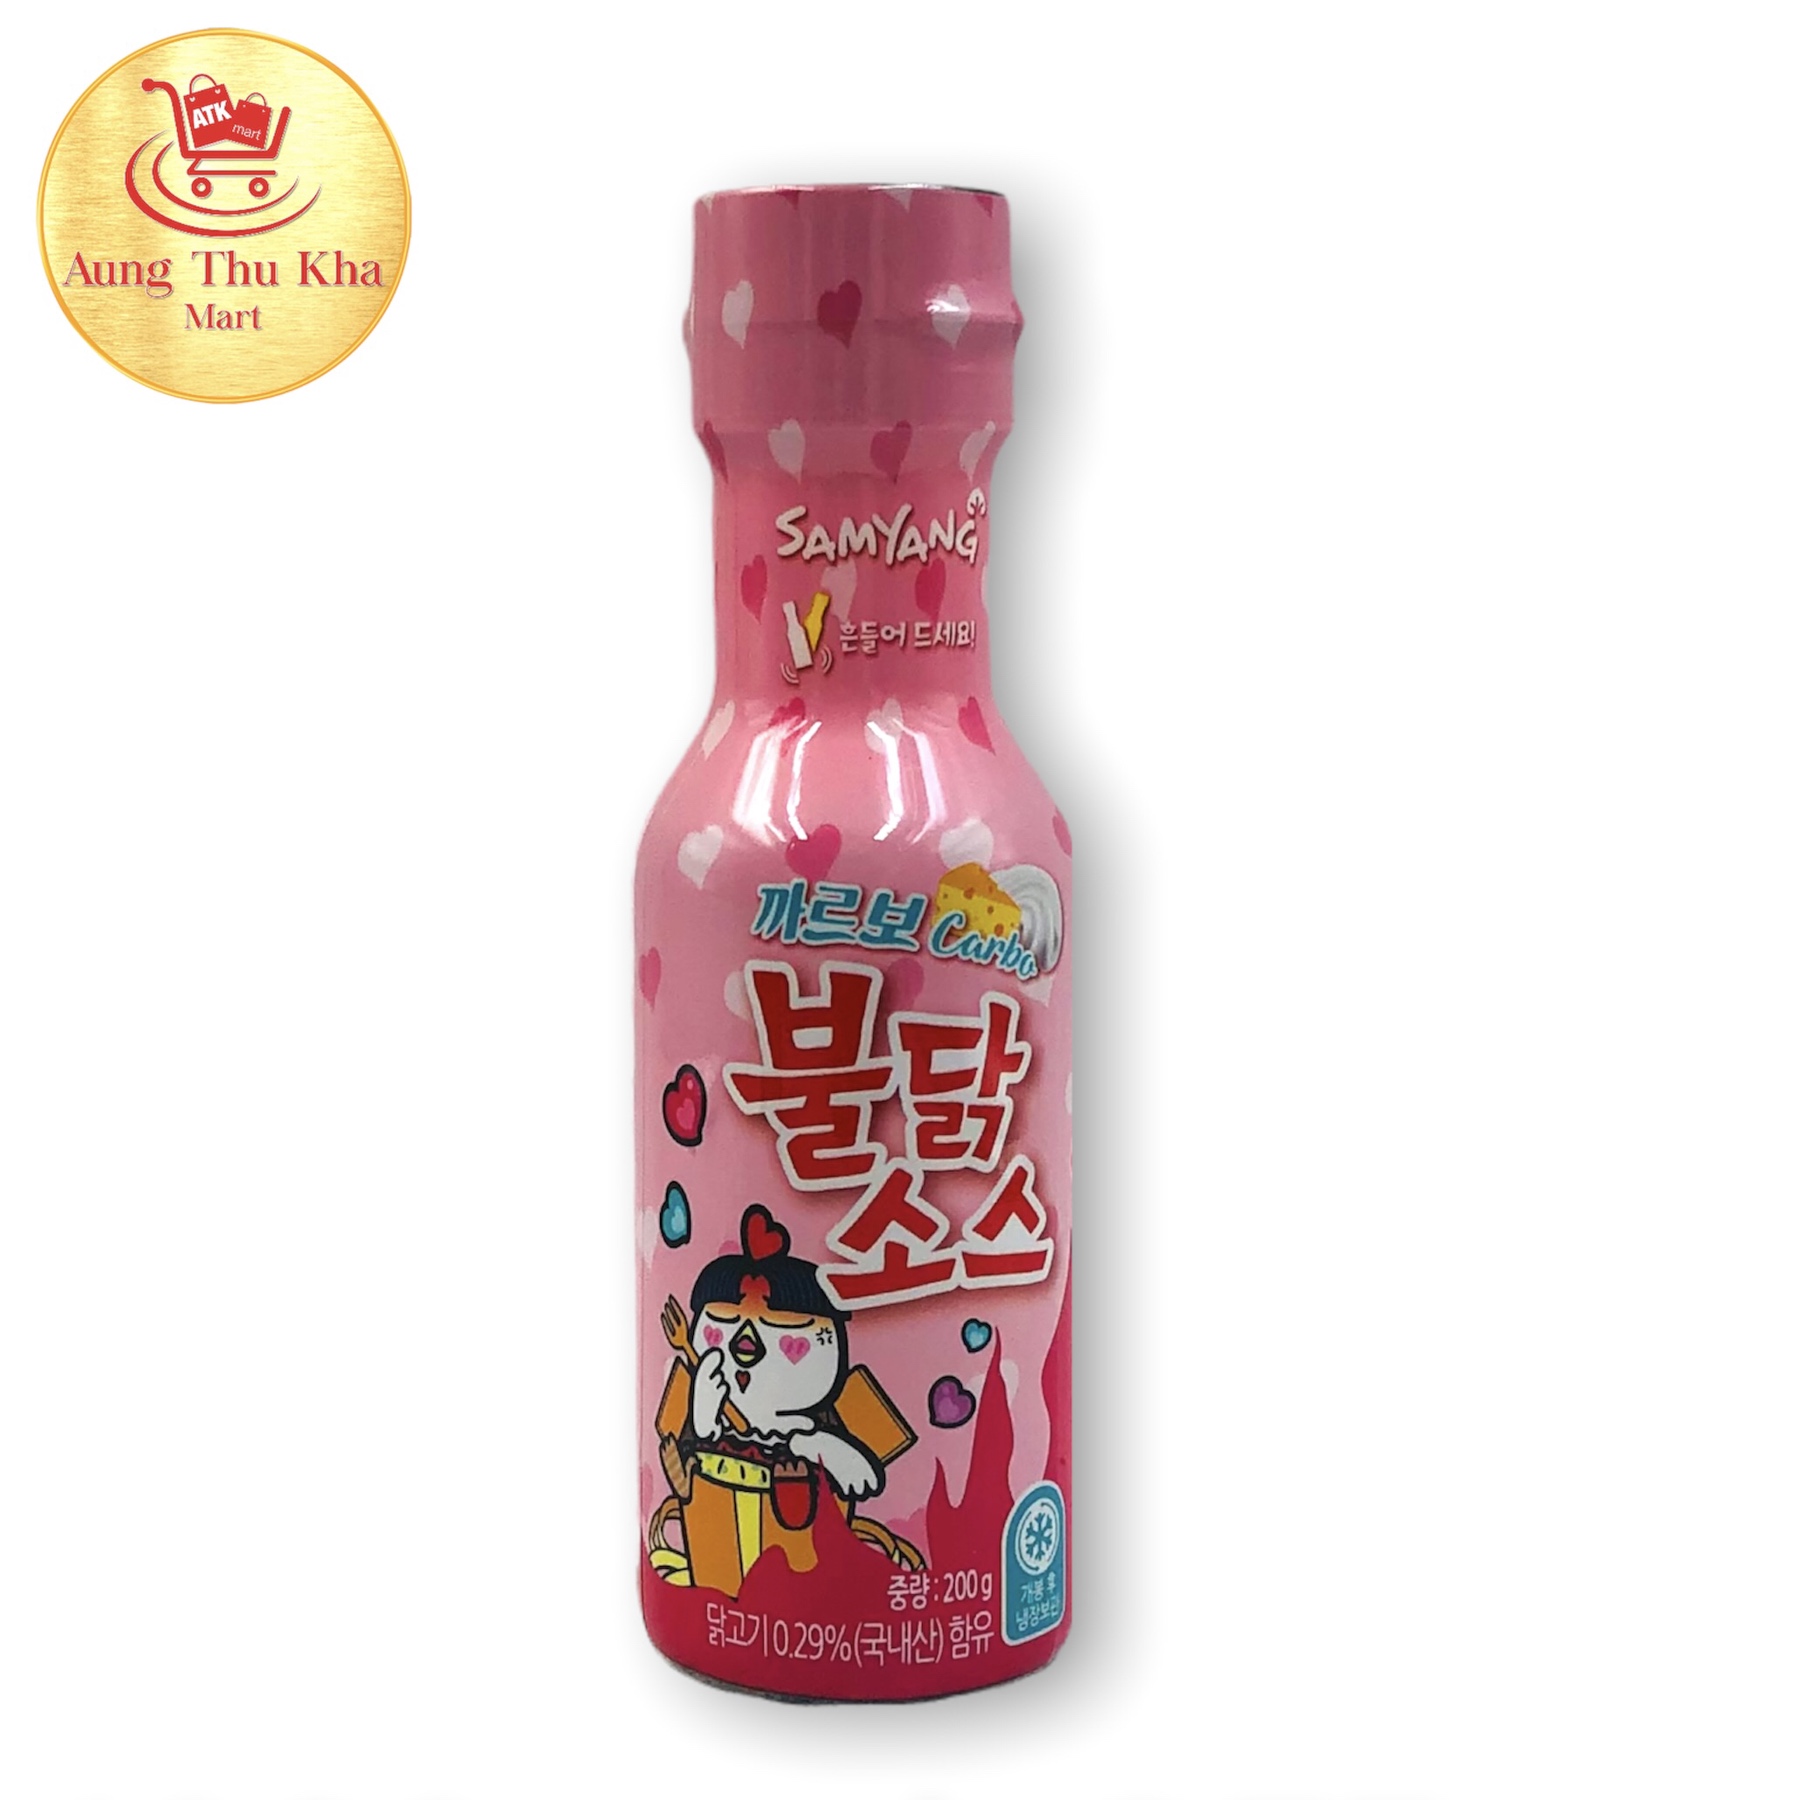 ATK
mart
Aung Thu Kha
Mart
SAMYANG
흔들어 드세요!
까르보 Carbo
불닭
소스
중량 : 200 g
닭고기 0.29% (국내산) 함유
개봉 후
냉장보관